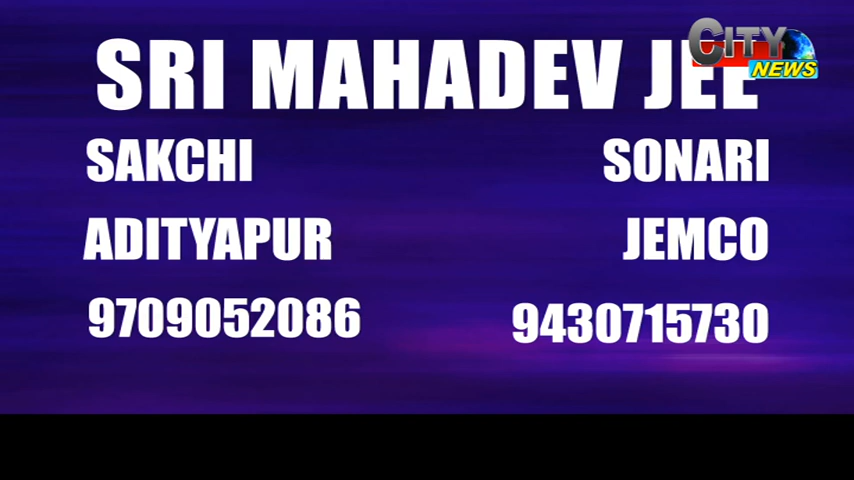 CITY
NEWS
SRI MAHADEV JEE
SAKCHI SONARI
ADITYAPUR JEMCO
9709052086 9430715730